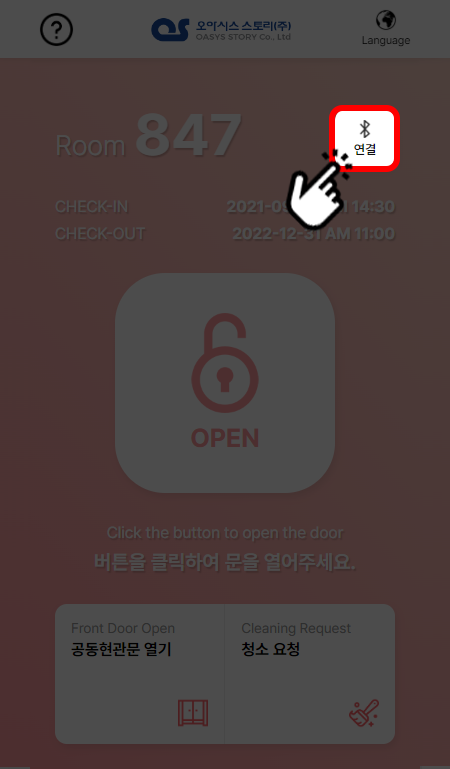 ?
오아시스 스토리(주)
OASYS STORY Co., Ltd
Language
Room 847
연결
CHECK-IN 14:30
CHECK-OUT 2022-12-31 AM 11:00
OPEN
Click the button to open the door
버튼을 클릭하여 문을 열어주세요.
Front Door Open
공동현관문 열기
Cleaning Request
청소 요청